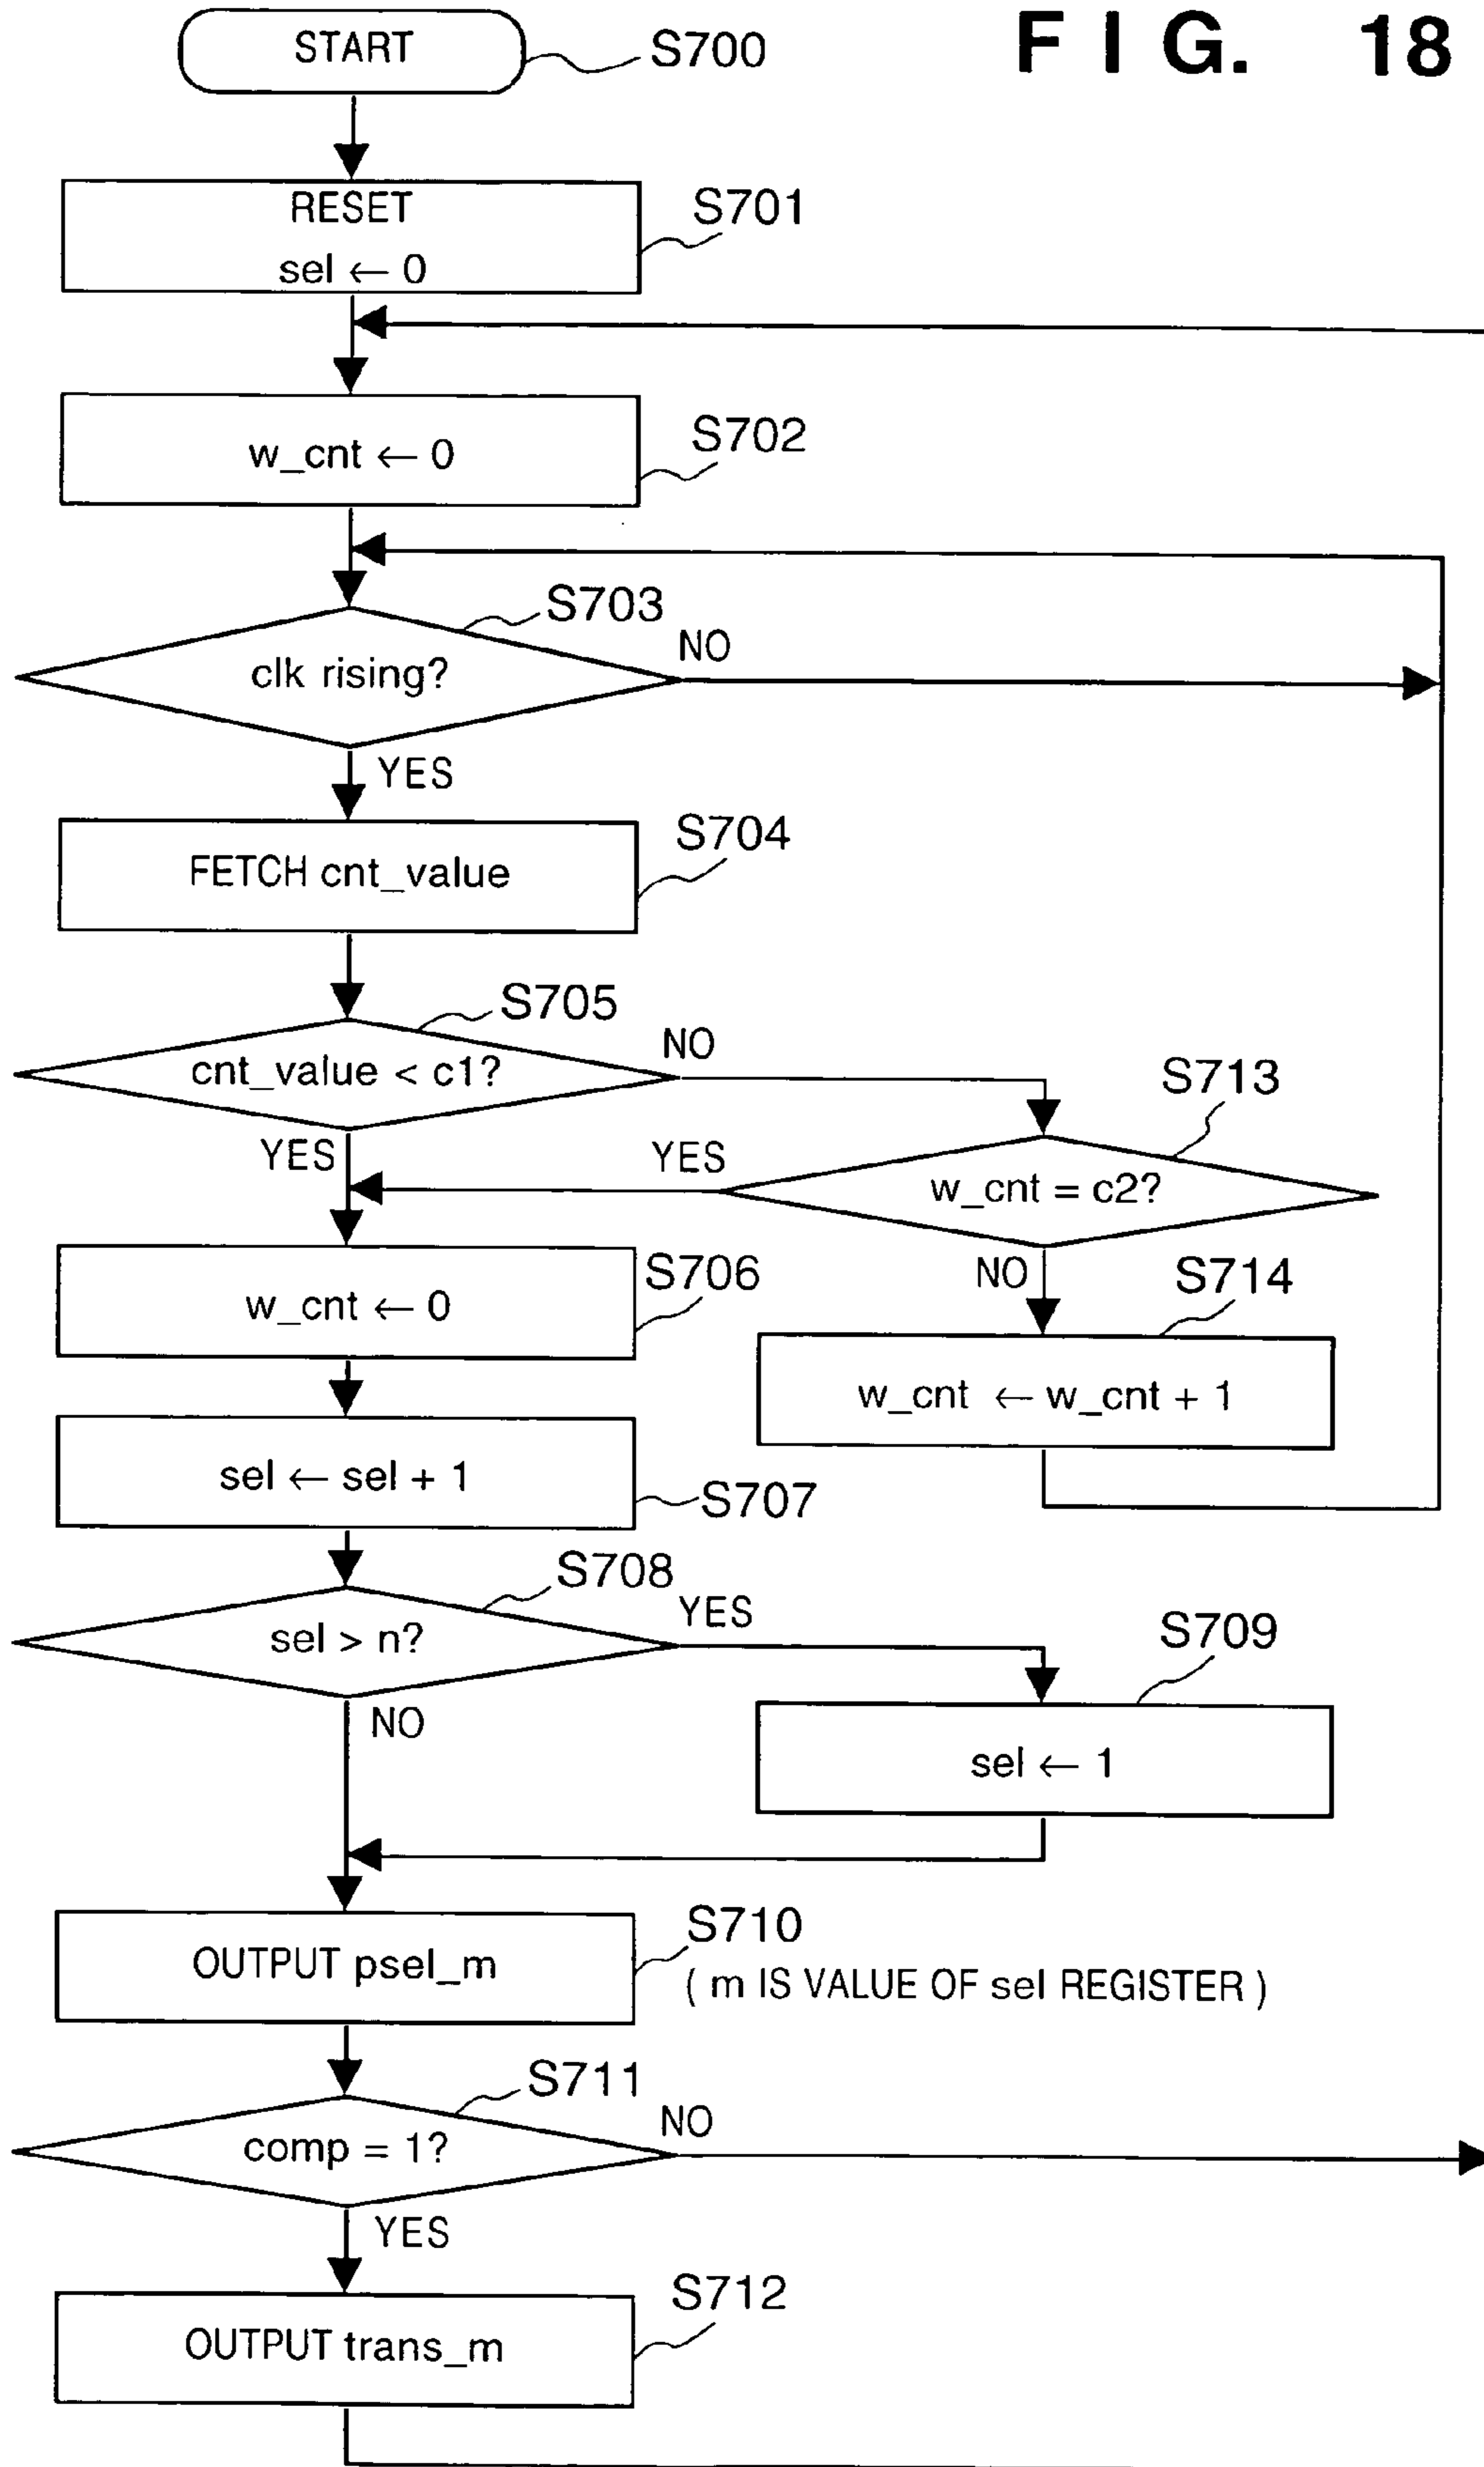 START
S700
FIG. 18
RESET
sel ← 0
S701
w_cnt ← 0
S702
S703
clk rising?
NO
YES
FETCH cnt_value
S704
S705
cnt_value < c1?
NO
YES
S713
w_cnt = c2?
YES
NO
S714
w_cnt ← w_cnt + 1
w_cnt ← 0
S706
sel ← sel + 1
S707
S708
sel > n?
YES
NO
S709
sel ← 1
OUTPUT psel_m
S710
( m IS VALUE OF sel REGISTER )
S711
comp = 1?
NO
YES
OUTPUT trans_m
S712